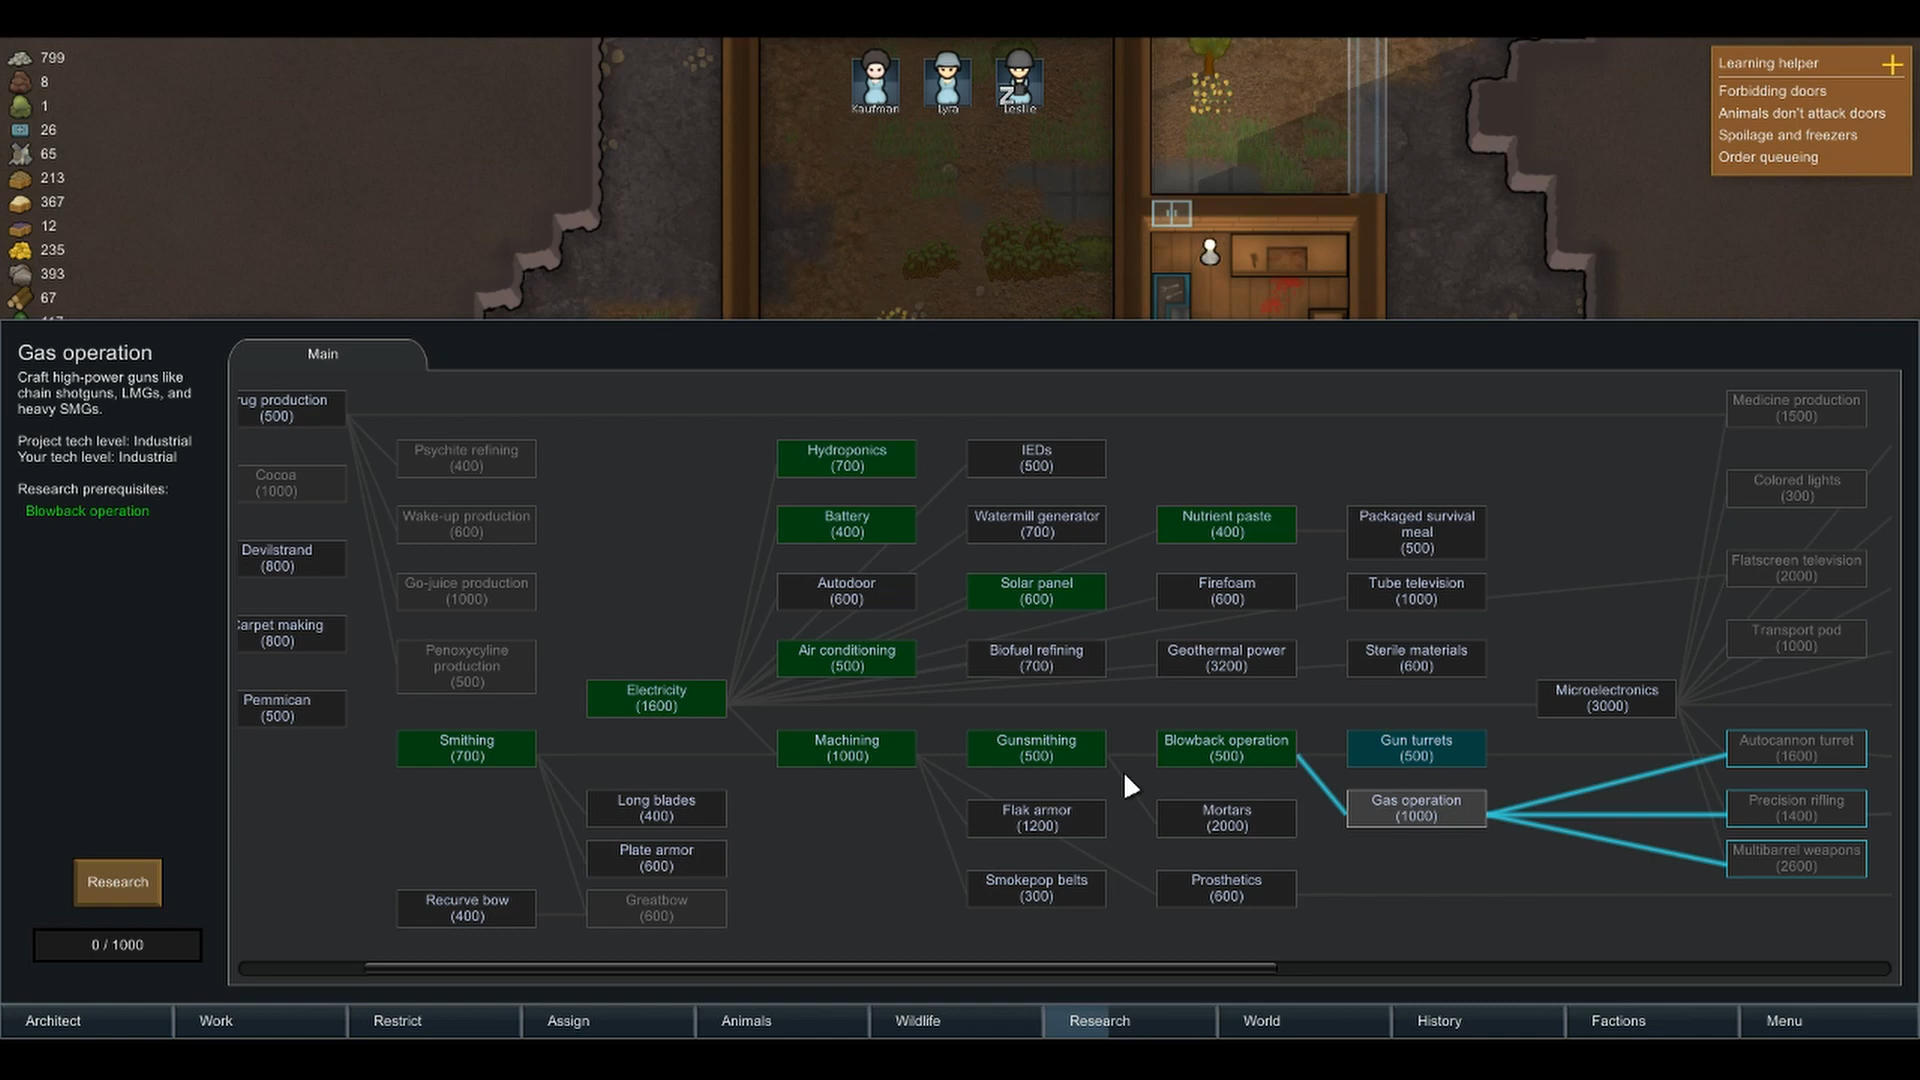 799
8
1
26
65
213
367
12
235
393
67
Kaufman
Lyra
Leslie
Learning helper
Forbidding doors
Animals don't attack doors
Spoilage and freezers
Order queueing
Gas operation
Craft high-power guns like
chain shotguns, LMGs, and
heavy SMGs.
Project tech level: Industrial
Your tech level: Industrial
Research prerequisites:
Blowback operation
Research
0 / 1000
Main
rug production
(500)
Cocoa
(1000)
Devilstrand
(800)
Carpet making
(800)
Pemmican
(500)
Psychite refining
(400)
Wake-up production
(600)
Go-juice production
(1000)
Penoxycyline
production
(500)
Smithing
(700)
Recurve bow
(400)
Electricity
(1600)
Long blades
(400)
Plate armor
(600)
Greatbow
(600)
Hydroponics
(700)
Battery
(400)
Autodoor
(600)
Air conditioning
(500)
Machining
(1000)
IEDs
(500)
Watermill generator
(700)
Solar panel
(600)
Biofuel refining
(700)
Gunsmithing
(500)
Flak armor
(1200)
Smokepop belts
(300)
Nutrient paste
(400)
Firefoam
(600)
Geothermal power
(3200)
Blowback operation
(500)
Mortars
(2000)
Prosthetics
(600)
Packaged survival
meal
(500)
Tube television
(1000)
Sterile materials
(600)
Gun turrets
(500)
Gas operation
(1000)
Microelectronics
(3000)
Medicine production
(1500)
Colored lights
(300)
Flatscreen television
(2000)
Transport pod
(1000)
Autocannon turret
(1600)
Precision rifling
(1400)
Multibarrel weapons
(2600)
Architect
Work
Restrict
Assign
Animals
Wildlife
Research
World
History
Factions
Menu